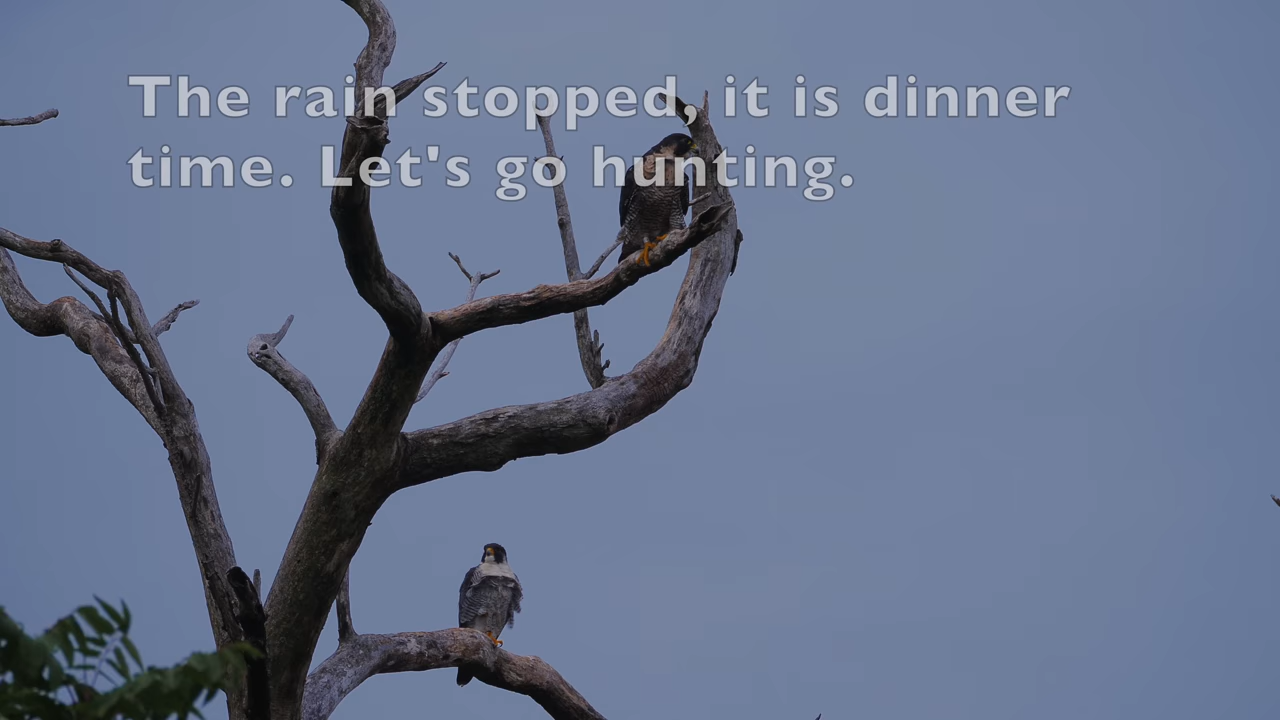 The rain stopped, it is dinner
time. Let's go hunting.